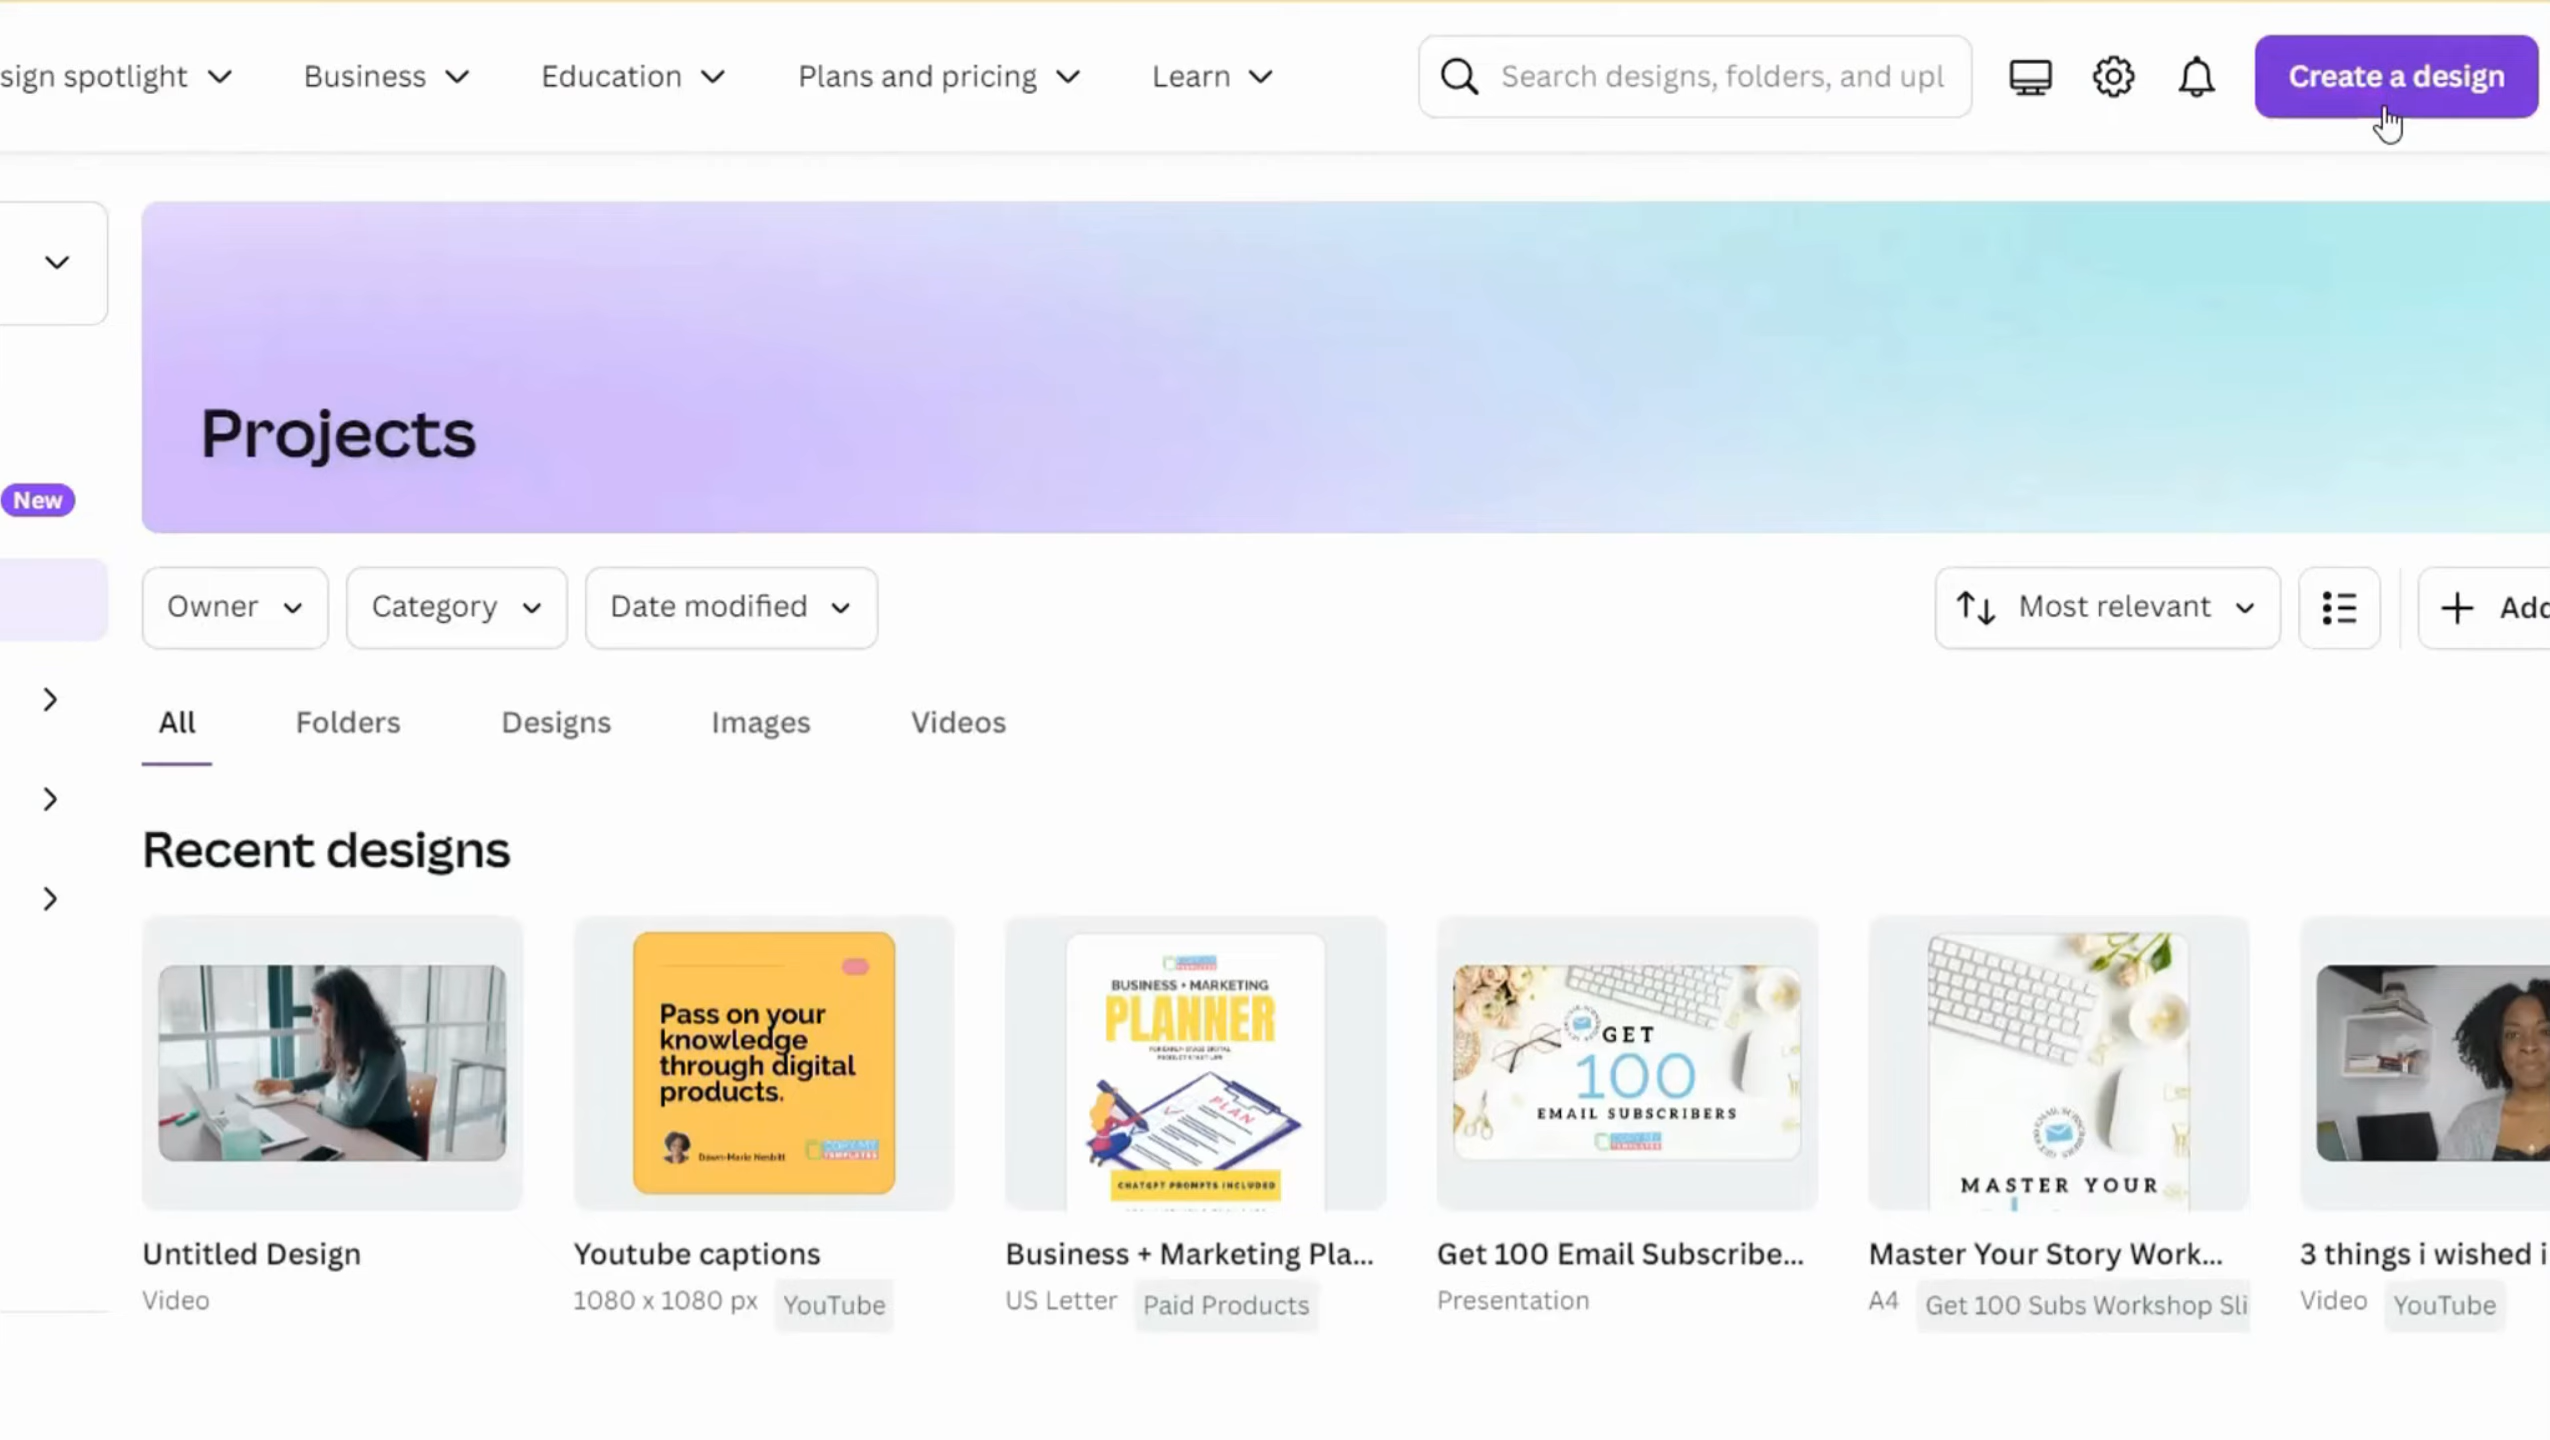 sign spotlight Business Education Plans and pricing Learn Search designs, folders, and upl Create a design
Projects
New
Owner Category Date modified Most relevant Add
All Folders Designs Images Videos
Recent designs
Pass on your
knowledge
through digital
products.
Dawn-Marie Nesbitt
BUSINESS + MARKETING
PLANNER
PLAN
CHATGPT PROMPTS INCLUDED
GET
100
EMAIL SUBSCRIBERS
MASTER YOUR
Untitled Design
Video
Youtube captions
1080 x 1080 px YouTube
Business + Marketing Pla...
US Letter Paid Products
Get 100 Email Subscribe...
Presentation
Master Your Story Work...
A4 Get 100 Subs Workshop Sli
3 things i wished i
Video YouTube